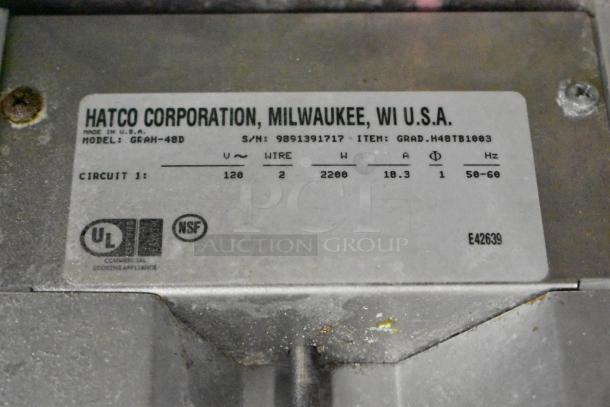 HATCO CORPORATION, MILWAUKEE, WI U.S.A.
MADE IN U.S.A.
MODEL: GRAH-48D S/N: 9891391717 ITEM: GRAD.H48TB1003
V~ WIRE W A Φ Hz
CIRCUIT 1: 120 2 2200 18.3 1 50-60
UL
NSF
COMMERCIAL
COOKING APPLIANCE
E42639
PCI
AUCTION GROUP